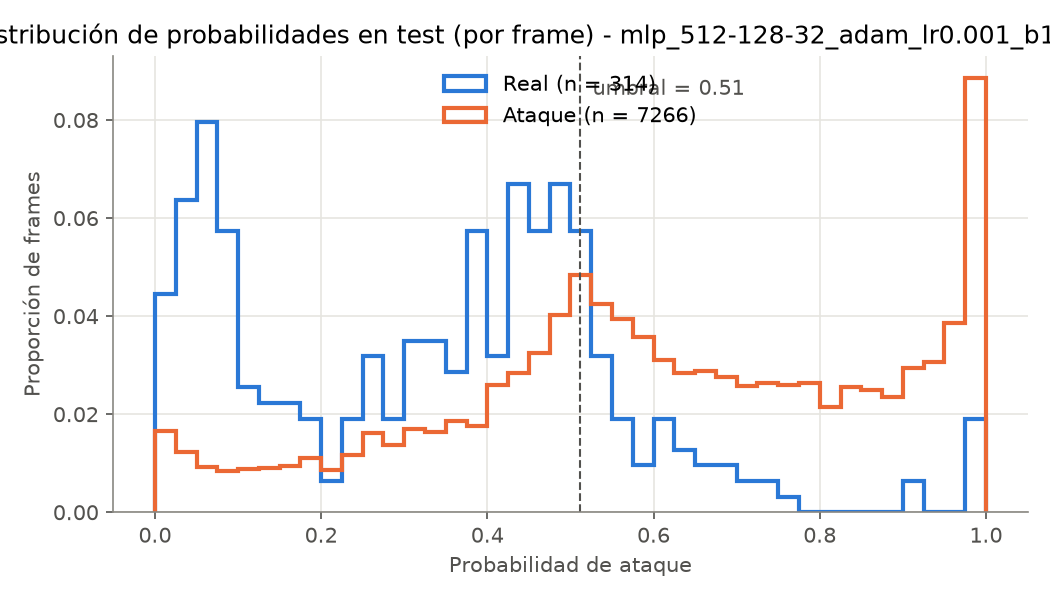 stribución de probabilidades en test (por frame) - mlp_512-128-32_adam_lr0.001_b1
Real (n = 314)
umbral = 0.51
Ataque (n = 7266)
Proporción de frames
0.08
0.06
0.04
0.02
0.00
0.0 0.2 0.4 0.6 0.8 1.0
Probabilidad de ataque